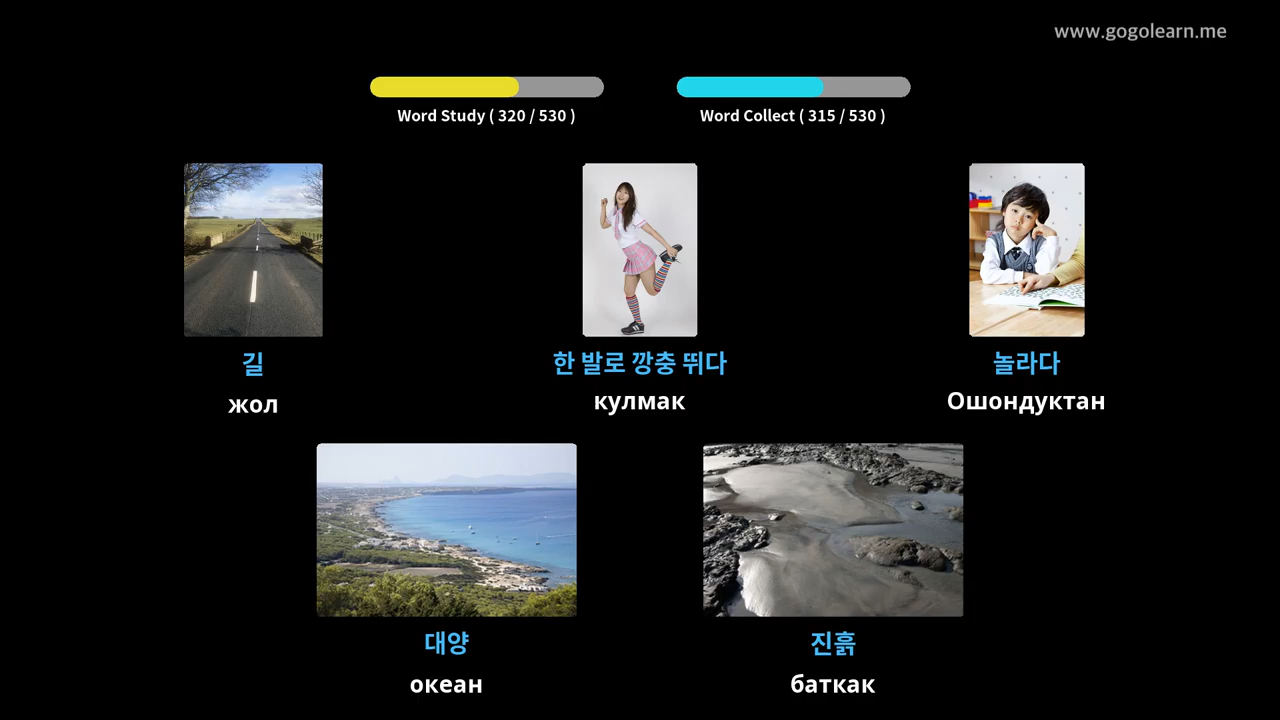 www.gogolearn.me
Word Study ( 320 / 530 )
Word Collect ( 315 / 530 )
길
жол
한 발로 깡충 뛰다
кулмак
놀라다
Ошондуктан
대양
океан
진흙
баткак